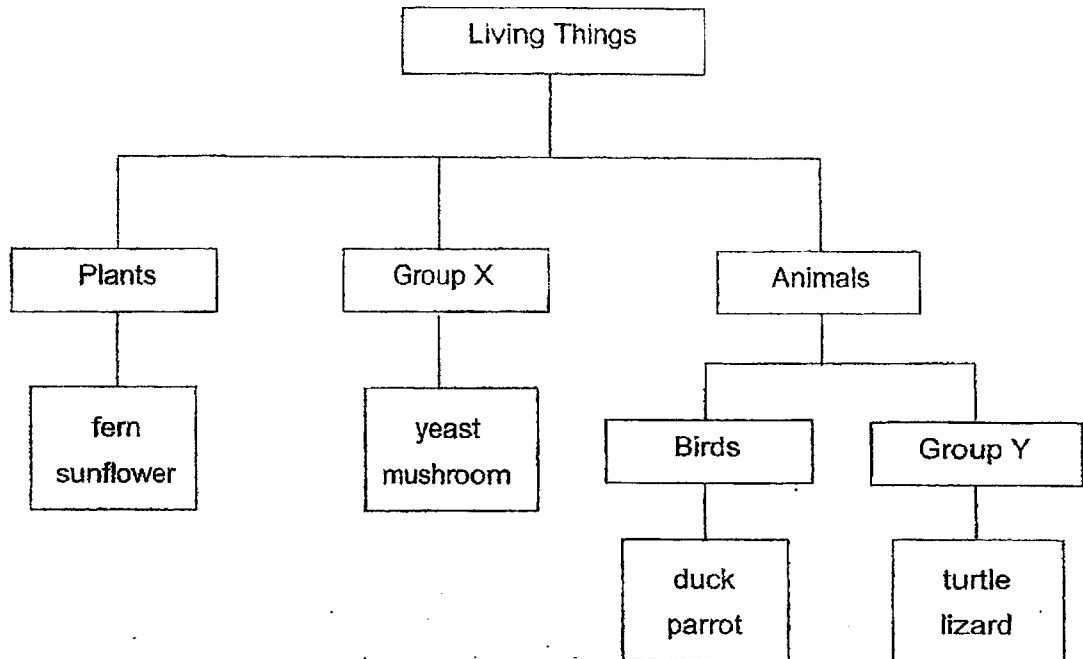 Living Things
Plants
Group X
Animals
fern
sunflower
yeast
mushroom
Birds
Group Y
duck
parrot
turtle
lizard